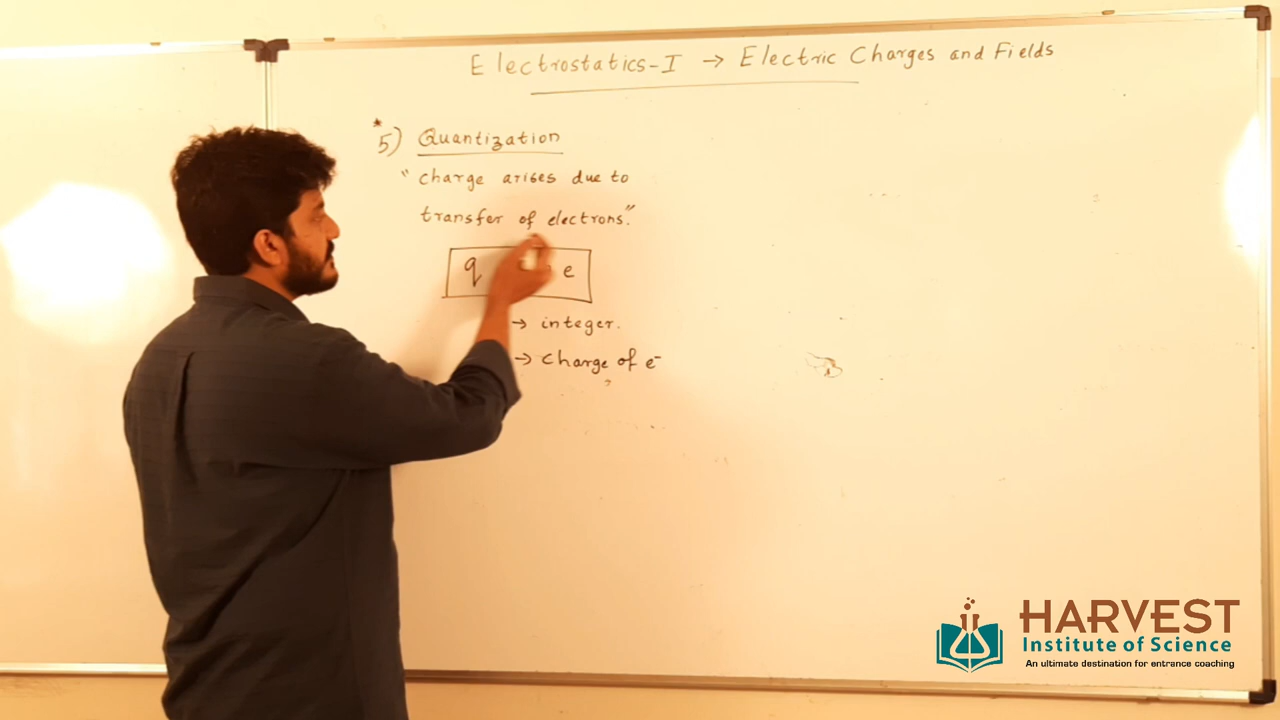 Electrostatics-I → Electric Charges and Fields
* 5) Quantization
"charge arises due to
transfer of electrons."
q e
→ integer.
→ charge of e⁻
HARVEST
Institute of Science
An ultimate destination for entrance coaching